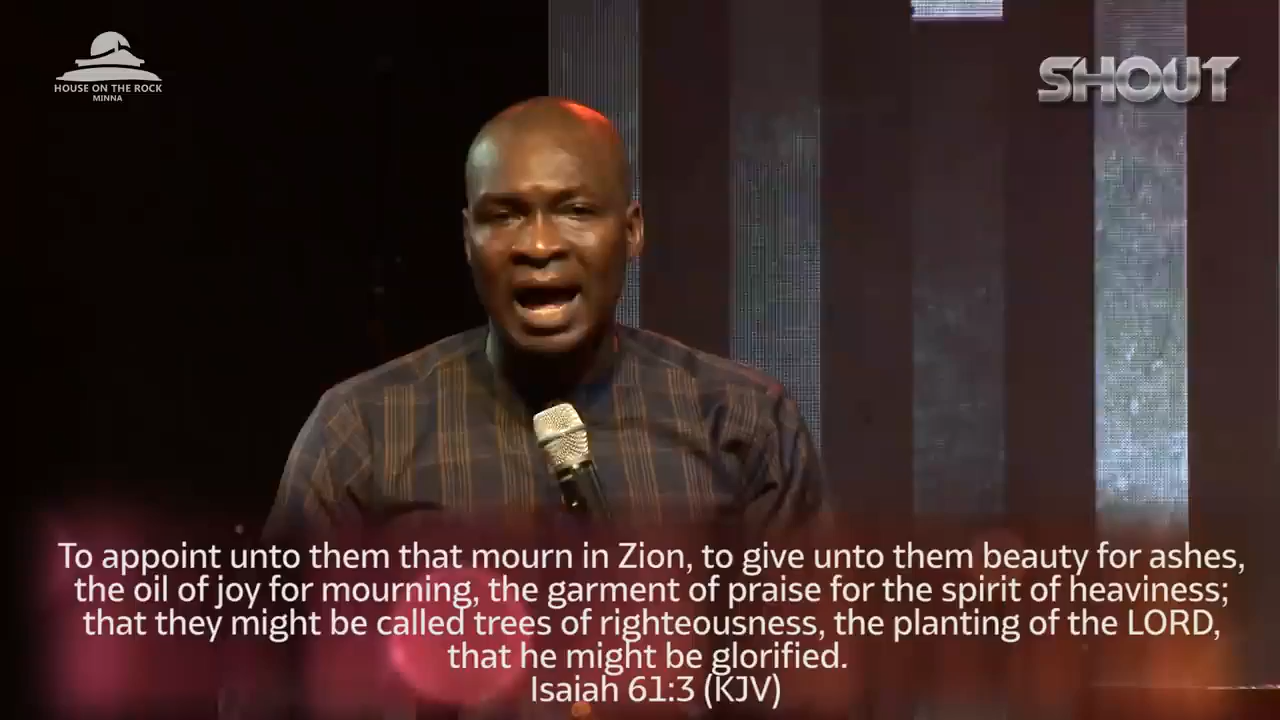 HOUSE ON THE ROCK
MINNA
SHOUT
To appoint unto them that mourn in Zion, to give unto them beauty for ashes,
the oil of joy for mourning, the garment of praise for the spirit of heaviness;
that they might be called trees of righteousness, the planting of the LORD,
that he might be glorified.
Isaiah 61:3 (KJV)